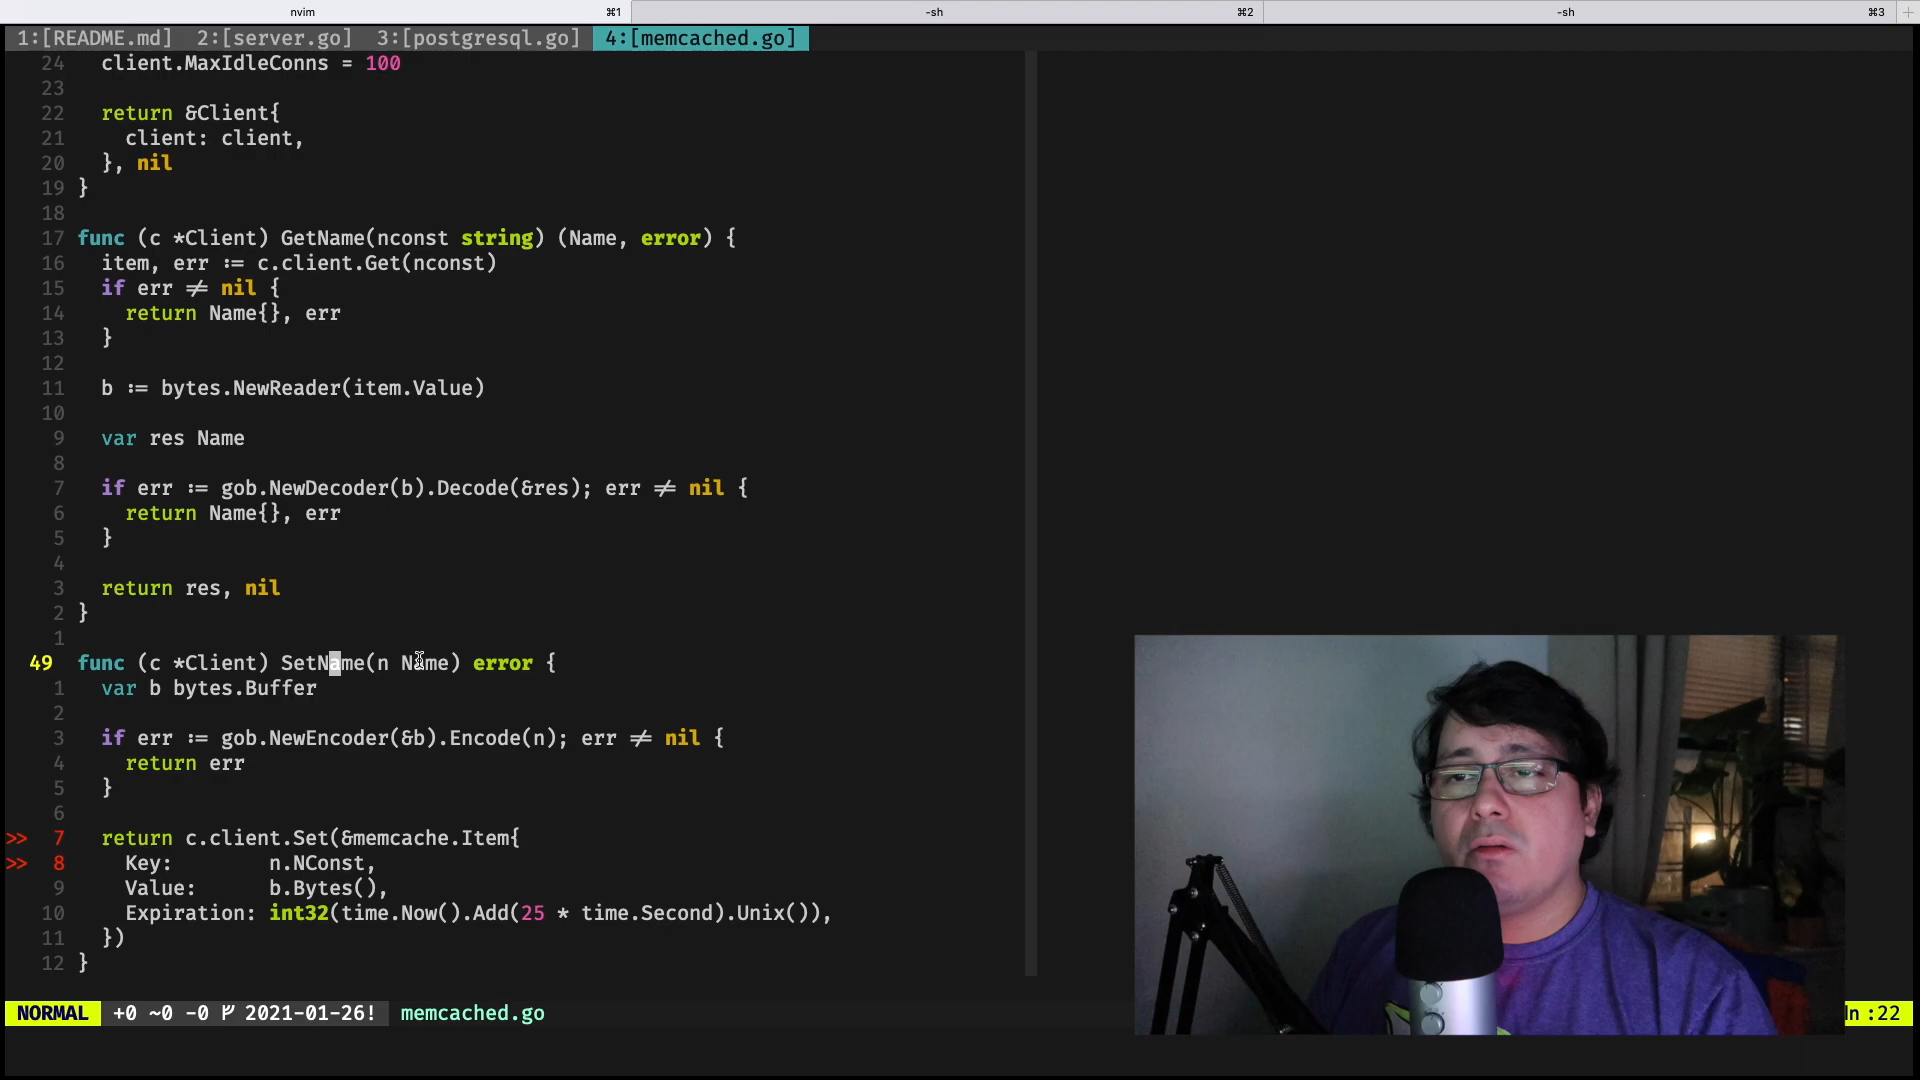 nvim ⌘1 -sh ⌘2 -sh ⌘3 +
1:[README.md] 2:[server.go] 3:[postgresql.go] 4:[memcached.go]
24 client.MaxIdleConns = 100
23
22 return &Client{
21 client: client,
20 }, nil
19 }
18
17 func (c *Client) GetName(nconst string) (Name, error) {
16 item, err := c.client.Get(nconst)
15 if err ≠ nil {
14 return Name{}, err
13 }
12
11 b := bytes.NewReader(item.Value)
10
9 var res Name
8
7 if err := gob.NewDecoder(b).Decode(&res); err ≠ nil {
6 return Name{}, err
5 }
4
3 return res, nil
2 }
1
49 func (c *Client) SetName(n Name) error {
1 var b bytes.Buffer
2
3 if err := gob.NewEncoder(&b).Encode(n); err ≠ nil {
4 return err
5 }
6
>> 7 return c.client.Set(&memcache.Item{
>> 8 Key: n.NConst,
9 Value: b.Bytes(),
10 Expiration: int32(time.Now().Add(25 * time.Second).Unix()),
11 })
12 }
NORMAL +0 ~0 -0 2021-01-26! memcached.go ln :22